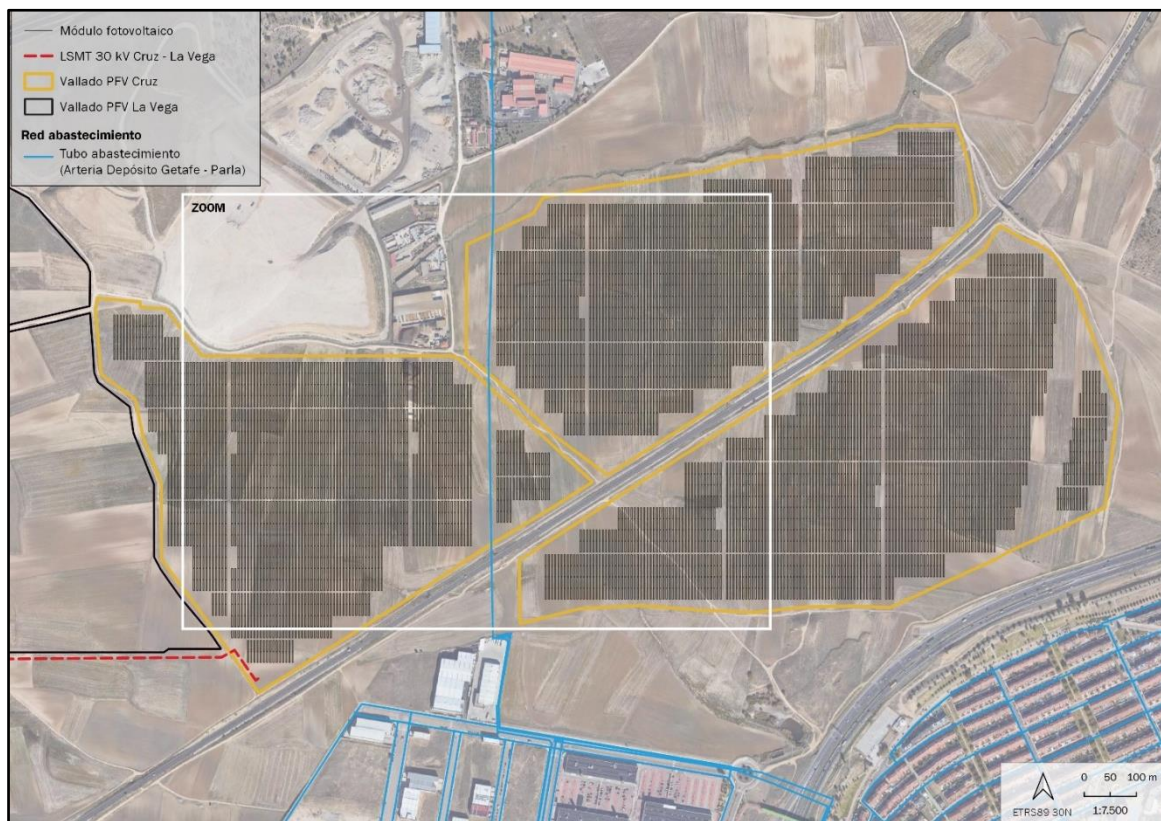 Módulo fotovoltaico
LSMT 30 kV Cruz - La Vega
Vallado PFV Cruz
Vallado PFV La Vega
Red abastecimiento
Tubo abastecimiento
(Arteria Depósito Getafe - Parla)
ZOOM
0 50 100 m
ETRS89 30N 1:7.500